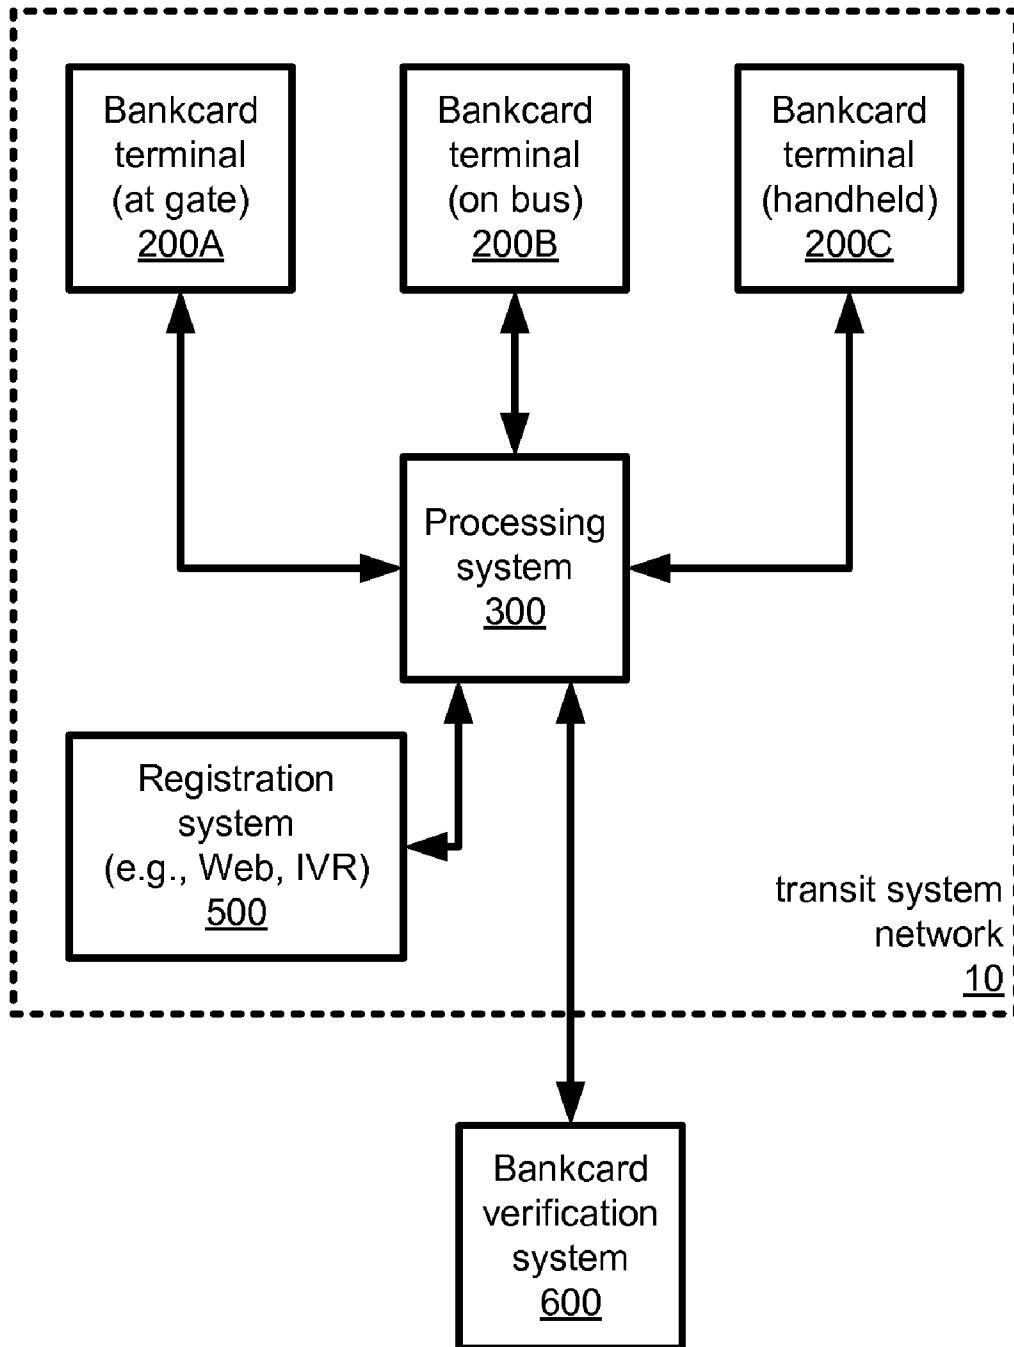 Bankcard
terminal
(at gate)
200A
Bankcard
terminal
(on bus)
200B
Bankcard
terminal
(handheld)
200C
Processing
system
300
Registration
system
(e.g., Web, IVR)
500
transit system
network
10
Bankcard
verification
system
600